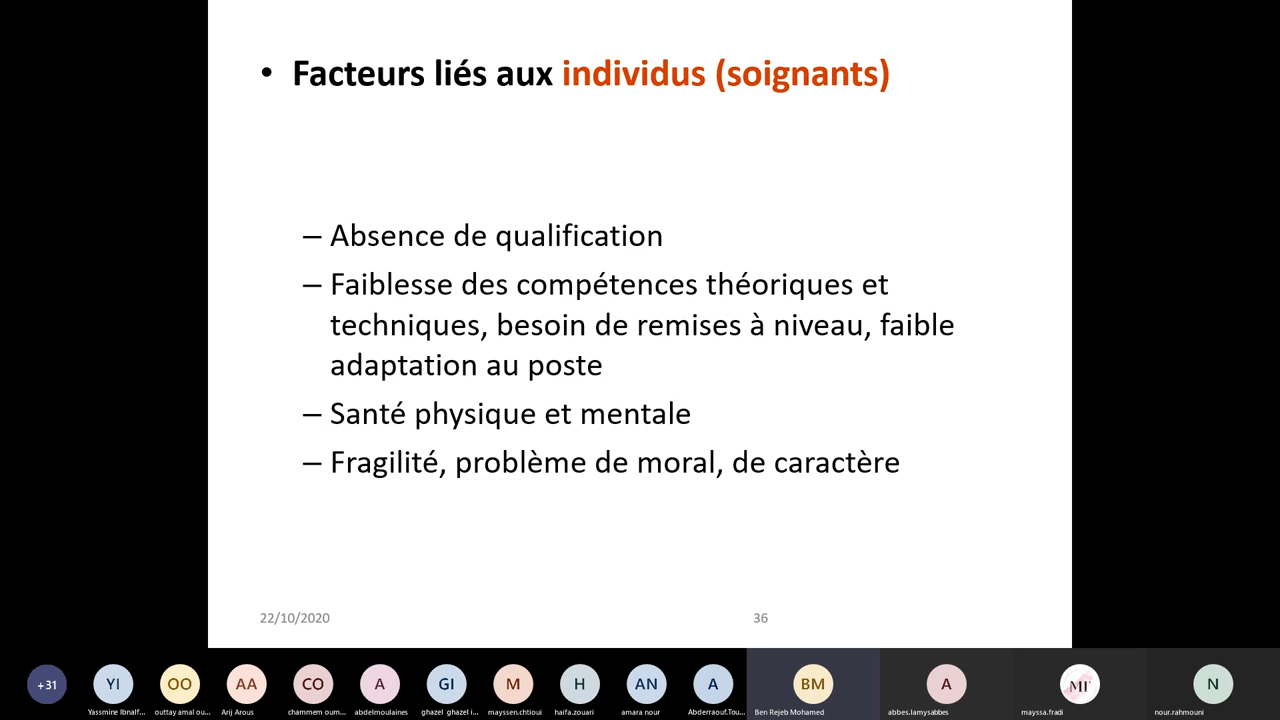 • Facteurs liés aux individus (soignants)
– Absence de qualification
– Faiblesse des compétences théoriques et
techniques, besoin de remises à niveau, faible
adaptation au poste
– Santé physique et mentale
– Fragilité, problème de moral, de caractère
22/10/2020 36
+31 YI OO AA CO A GI M H AN A BM A MF N
Yassmine Ibnalf... outtay amal ou... Arij Arous chammem oum... abdelmoulaines ghazel ghazel i... mayssen.chtioui haifa.zouari amara nour Abderraouf.Tou... Ben Rejeb Mohamed abbes.lamysabbes mayssa.fradi nour.rahmouni